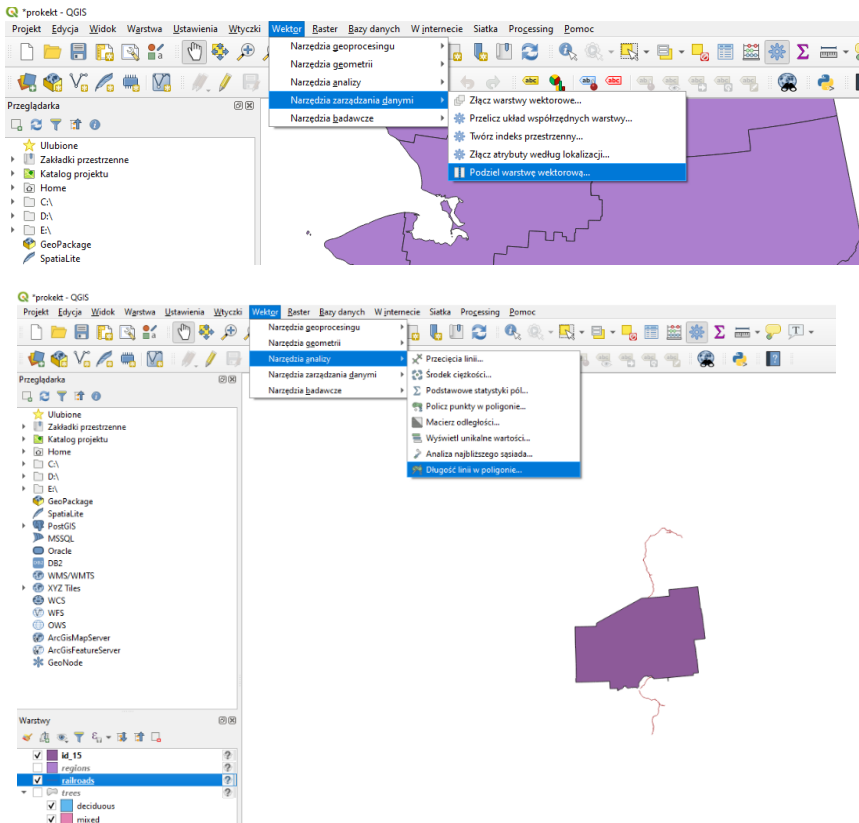 *prokekt - QGIS
Projekt Edycja Widok Warstwa Ustawienia Wtyczki Wektor Raster Bazy danych W internecie Siatka Processing Pomoc
Narzędzia geoprocesingu
Narzędzia geometrii
Narzędzia analizy
Narzędzia zarządzania danymi
Narzędzia badawcze
Złącz warstwy wektorowe...
Przelicz układ współrzędnych warstwy...
Twórz indeks przestrzenny...
Złącz atrybuty według lokalizacji...
Podziel warstwę wektorową...
abc
abc
abc
Przeglądarka
Ulubione
Zakładki przestrzenne
Katalog projektu
Home
C:\
D:\
E:\
GeoPackage
SpatiaLite
*prokekt - QGIS
Projekt Edycja Widok Warstwa Ustawienia Wtyczki Wektor Raster Bazy danych W internecie Siatka Processing Pomoc
Narzędzia geoprocesingu
Narzędzia geometrii
Narzędzia analizy
Narzędzia zarządzania danymi
Narzędzia badawcze
Przecięcia linii...
Środek ciężkości...
Podstawowe statystyki pól...
Policz punkty w poligonie...
Macierz odległości...
Wyświetl unikalne wartości...
Analiza najbliższego sąsiada...
Długość linii w poligonie...
Przeglądarka
Ulubione
Zakładki przestrzenne
Katalog projektu
Home
C:\
D:\
E:\
GeoPackage
SpatiaLite
PostGIS
MSSQL
Oracle
DB2
WMS/WMTS
XYZ Tiles
WCS
WFS
OWS
ArcGisMapServer
ArcGisFeatureServer
GeoNode
Warstwy
id_15
regions
railroads
trees
deciduous
mixed